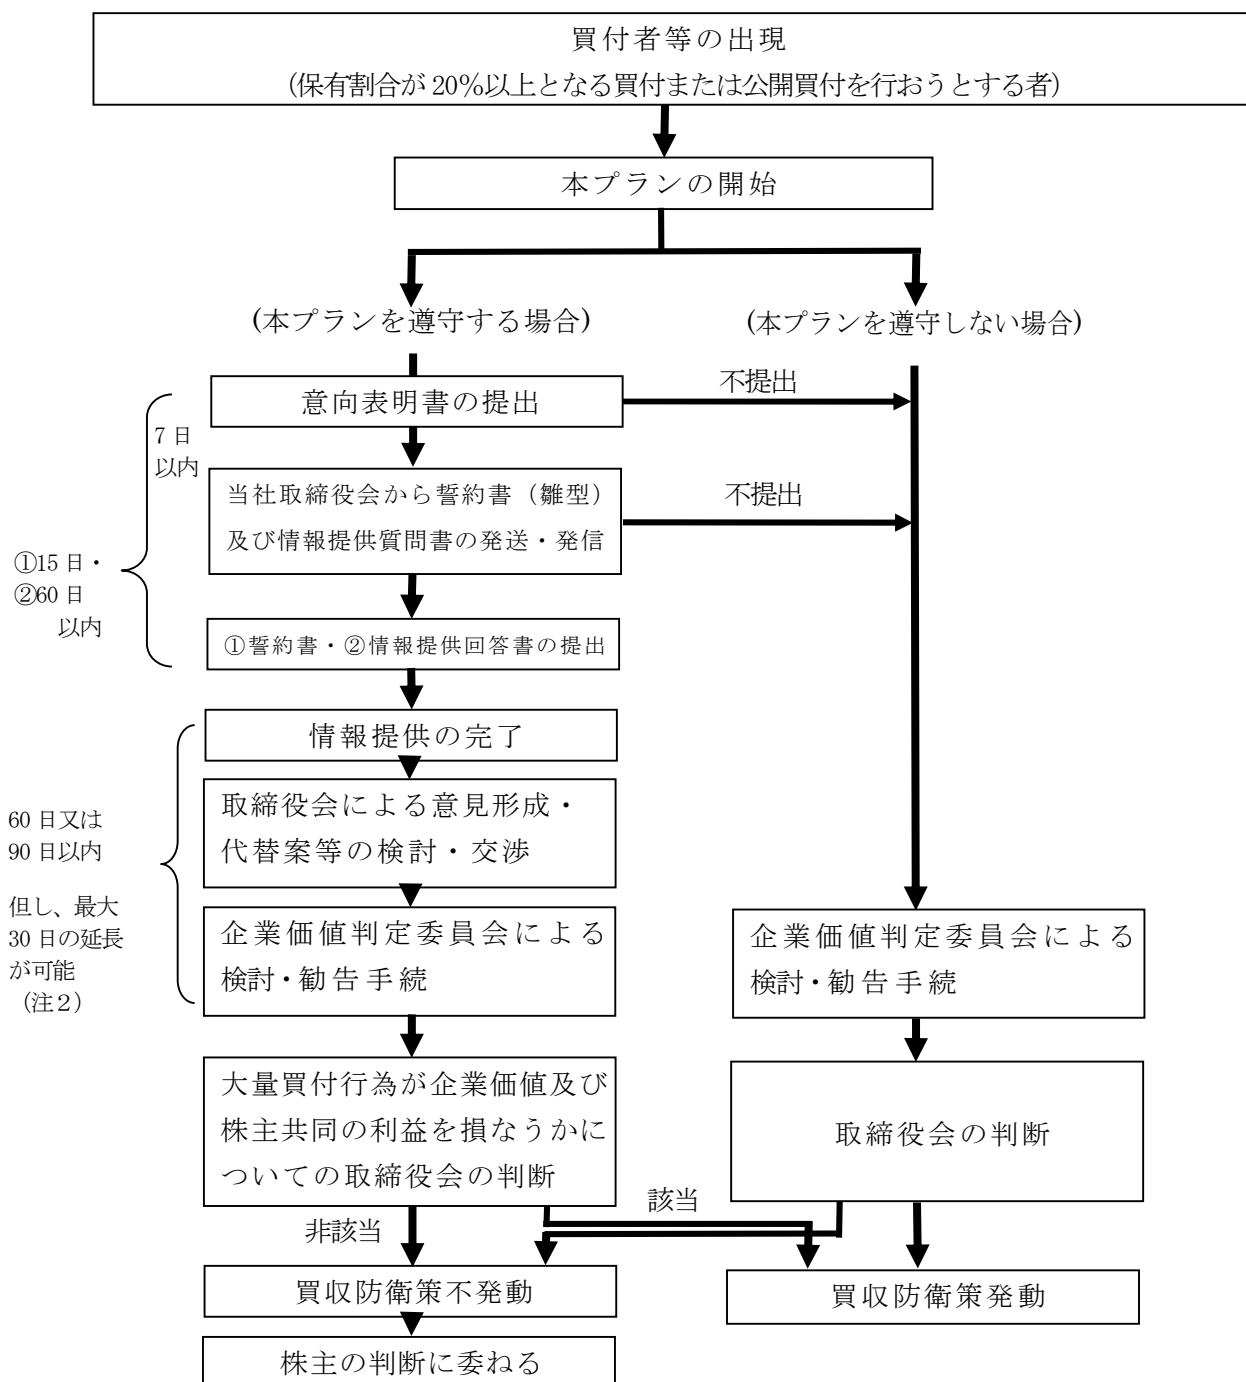 買付者等の出現
(保有割合が20％以上となる買付または公開買付を行おうとする者)
本プランの開始
(本プランを遵守する場合)
(本プランを遵守しない場合)
意向表明書の提出
不提出
7日
以内
当社取締役会から誓約書（雛型）
及び情報提供質問書の発送・発信
不提出
①15日・
②60日
以内
①誓約書・②情報提供回答書の提出
情報提供の完了
取締役会による意見形成・
代替案等の検討・交渉
60日又は
90日以内
但し、最大
30日の延長
が可能
（注２）
企業価値判定委員会による
検討・勧告手続
企業価値判定委員会による
検討・勧告手続
大量買付行為が企業価値及び
株主共同の利益を損なうかに
ついての取締役会の判断
取締役会の判断
該当
非該当
買収防衛策不発動
買収防衛策発動
株主の判断に委ねる